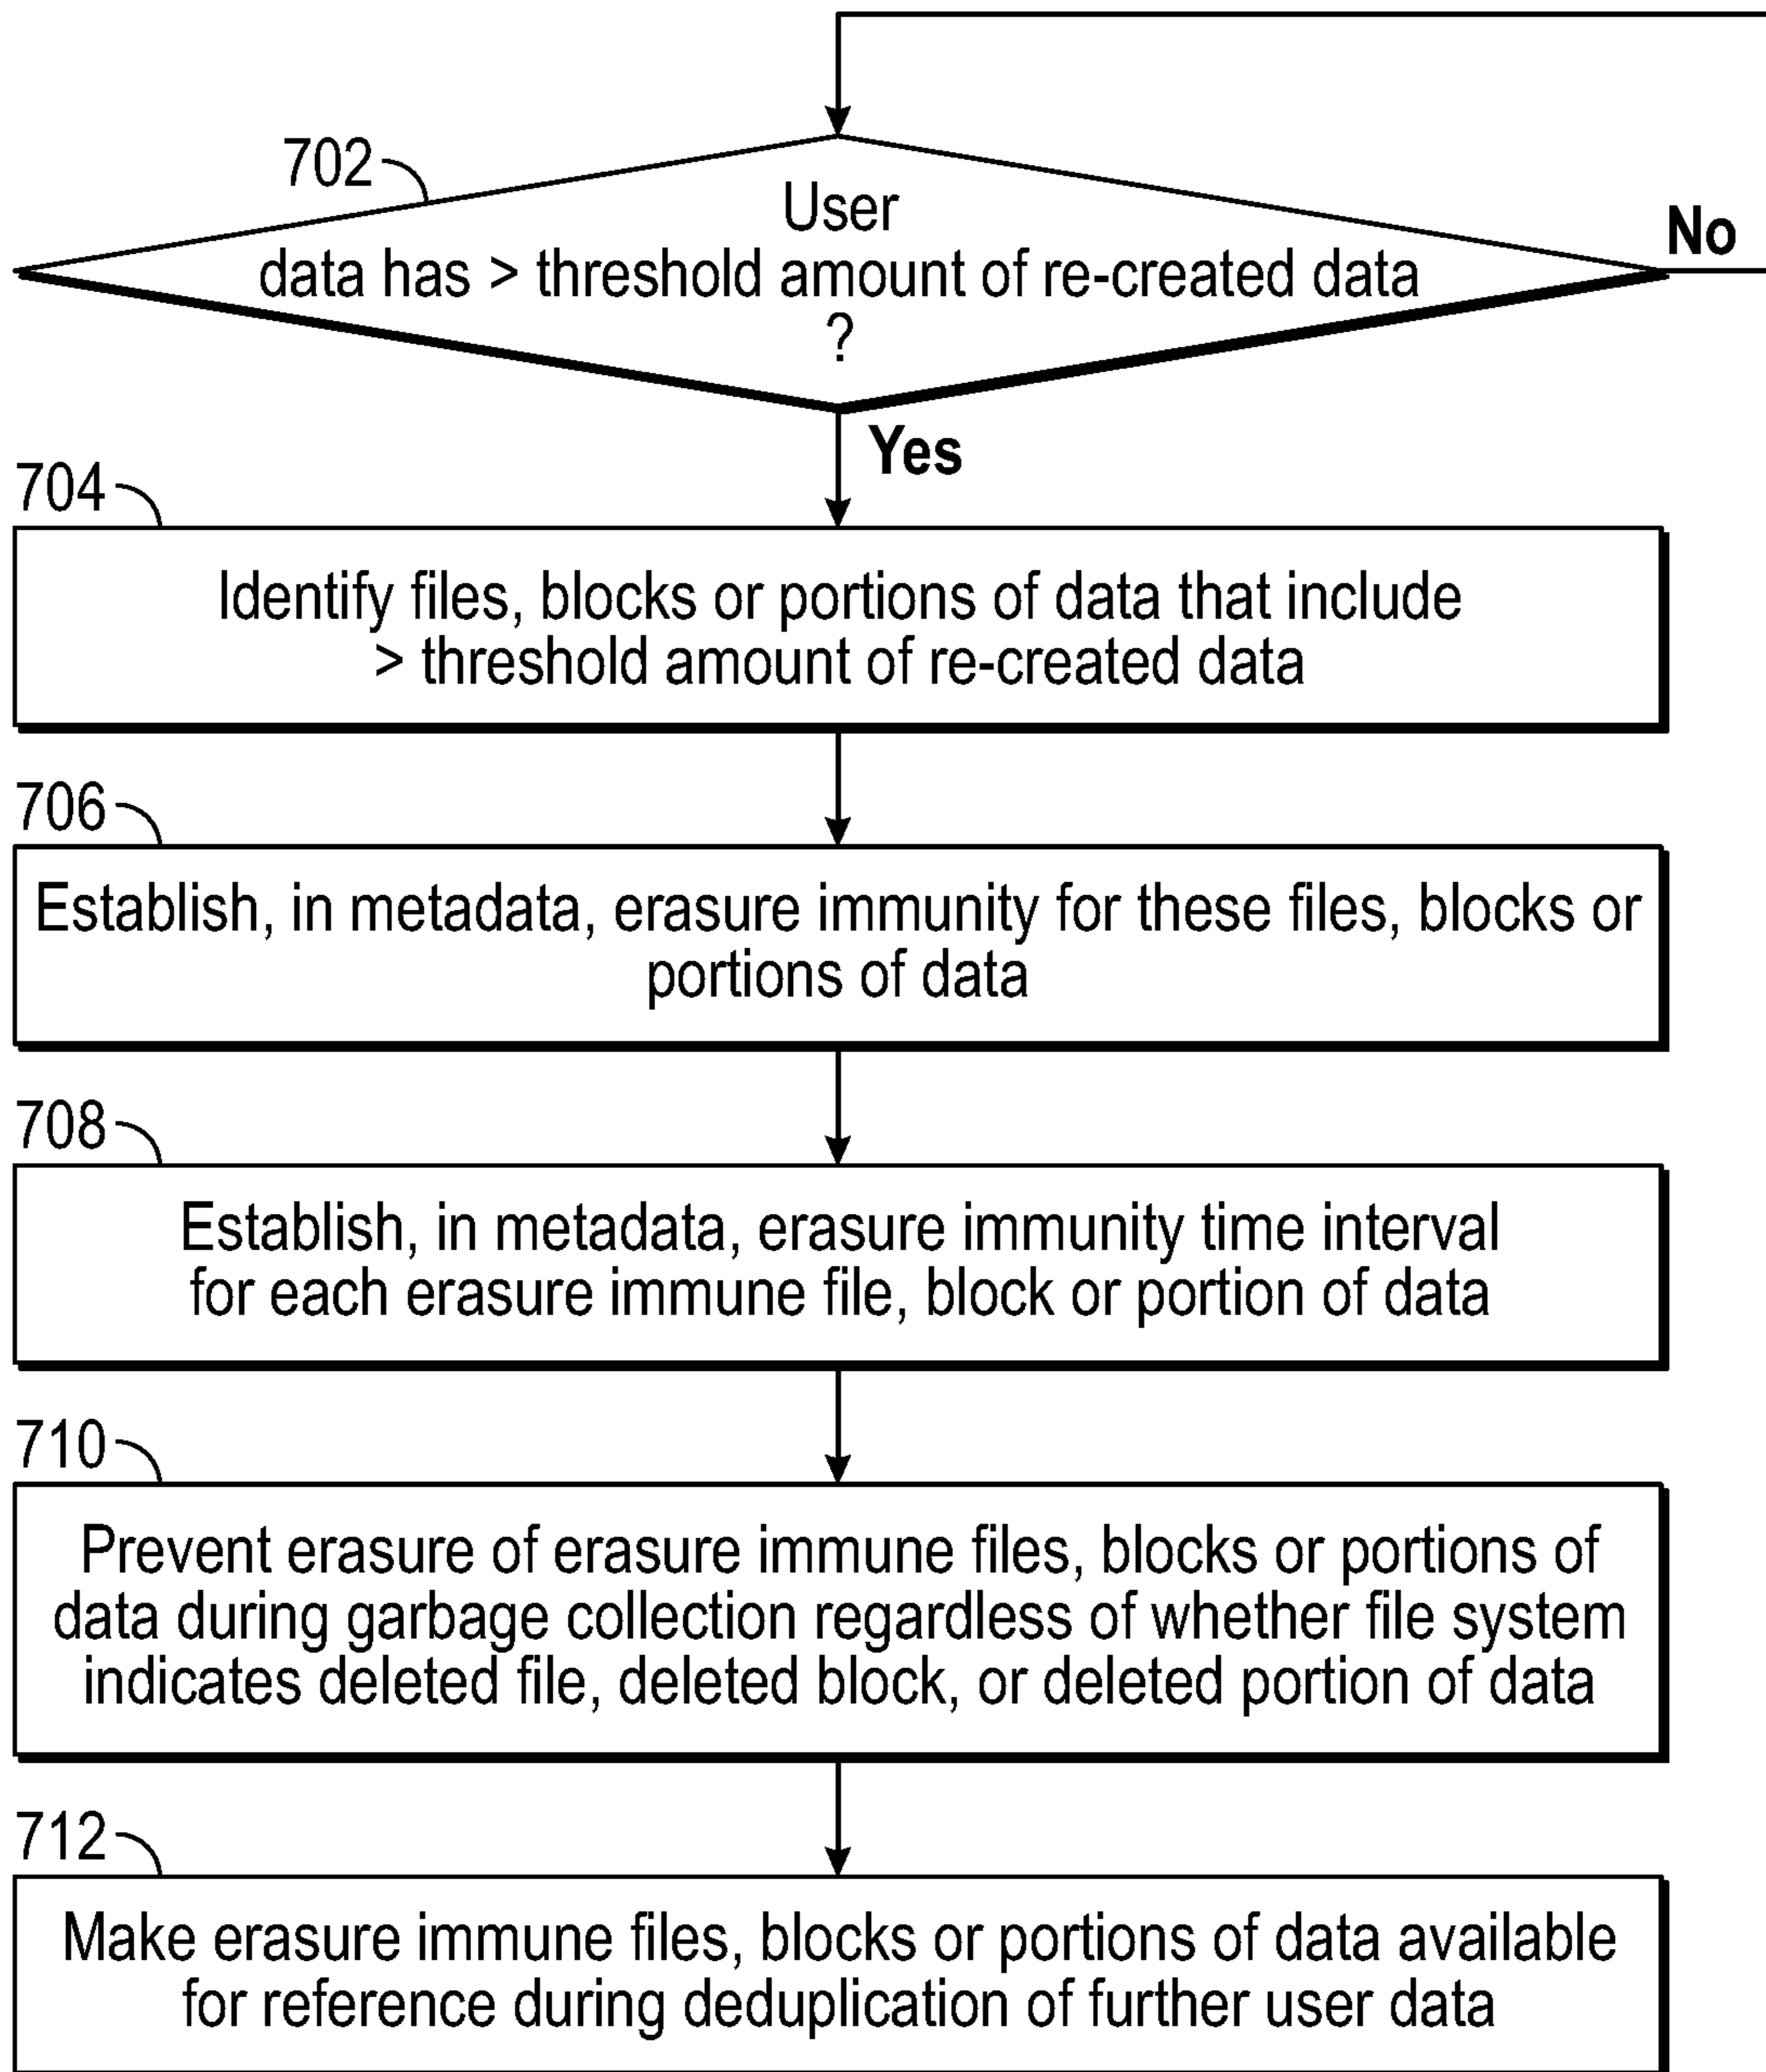 702
User
data has > threshold amount of re-created data
?
No
Yes
704
Identify files, blocks or portions of data that include
> threshold amount of re-created data
706
Establish, in metadata, erasure immunity for these files, blocks or
portions of data
708
Establish, in metadata, erasure immunity time interval
for each erasure immune file, block or portion of data
710
Prevent erasure of erasure immune files, blocks or portions of
data during garbage collection regardless of whether file system
indicates deleted file, deleted block, or deleted portion of data
712
Make erasure immune files, blocks or portions of data available
for reference during deduplication of further user data